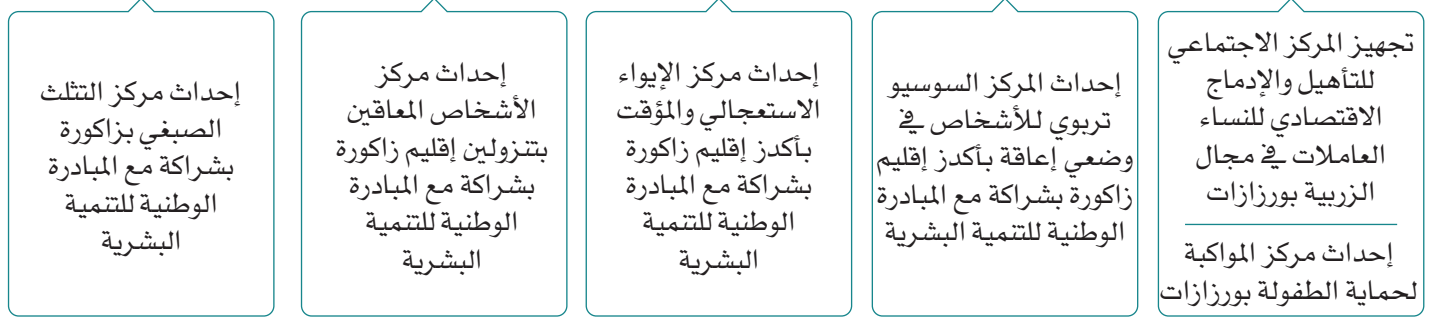 تجهيز المركز الاجتماعي
للتأهيل والإدماج
الاقتصادي للنساء
العاملات في مجال
الزربية بورزازات
إحداث مركز المواكبة
لحماية الطفولة بورزازات
إحداث المركز السوسيو
تربوي للأشخاص في
وضعي إعاقة بأكدز إقليم
زاكورة بشراكة مع المبادرة
الوطنية للتنمية البشرية
إحداث مركز الإيواء
الاستعجالي والمؤقت
بأكدز إقليم زاكورة
بشراكة مع المبادرة
الوطنية للتنمية
البشرية
إحداث مركز
الأشخاص المعاقين
بتنزولين إقليم زاكورة
بشراكة مع المبادرة
الوطنية للتنمية
البشرية
إحداث مركز التثلث
الصبغي بزاكورة
بشراكة مع المبادرة
الوطنية للتنمية
البشرية